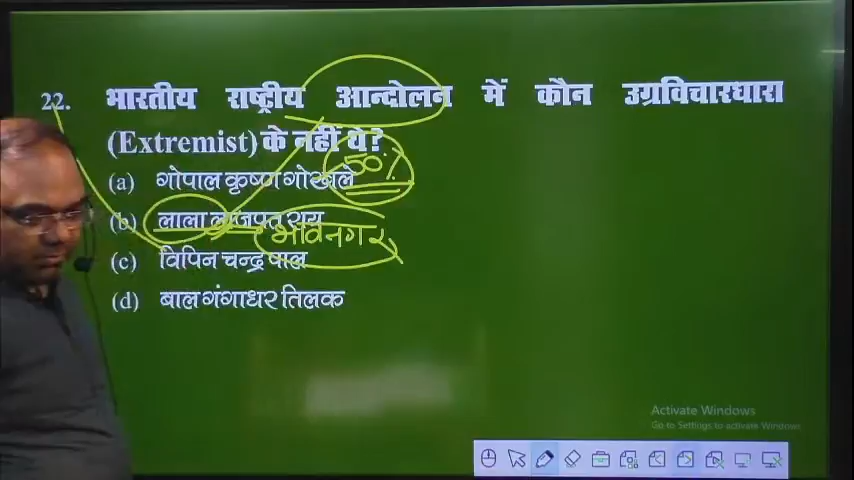 22. भारतीय राष्ट्रीय आन्दोलन में कौन उग्रविचारधारा
(Extremist) के नहीं थे?
50%
(a) गोपाल कृष्ण गोखले
(b) लाला लाजपत राय
भावनगर
(c) विपिन चन्द्र पाल
(d) बाल गंगाधर तिलक
Activate Windows
Go to Settings to activate Windows.